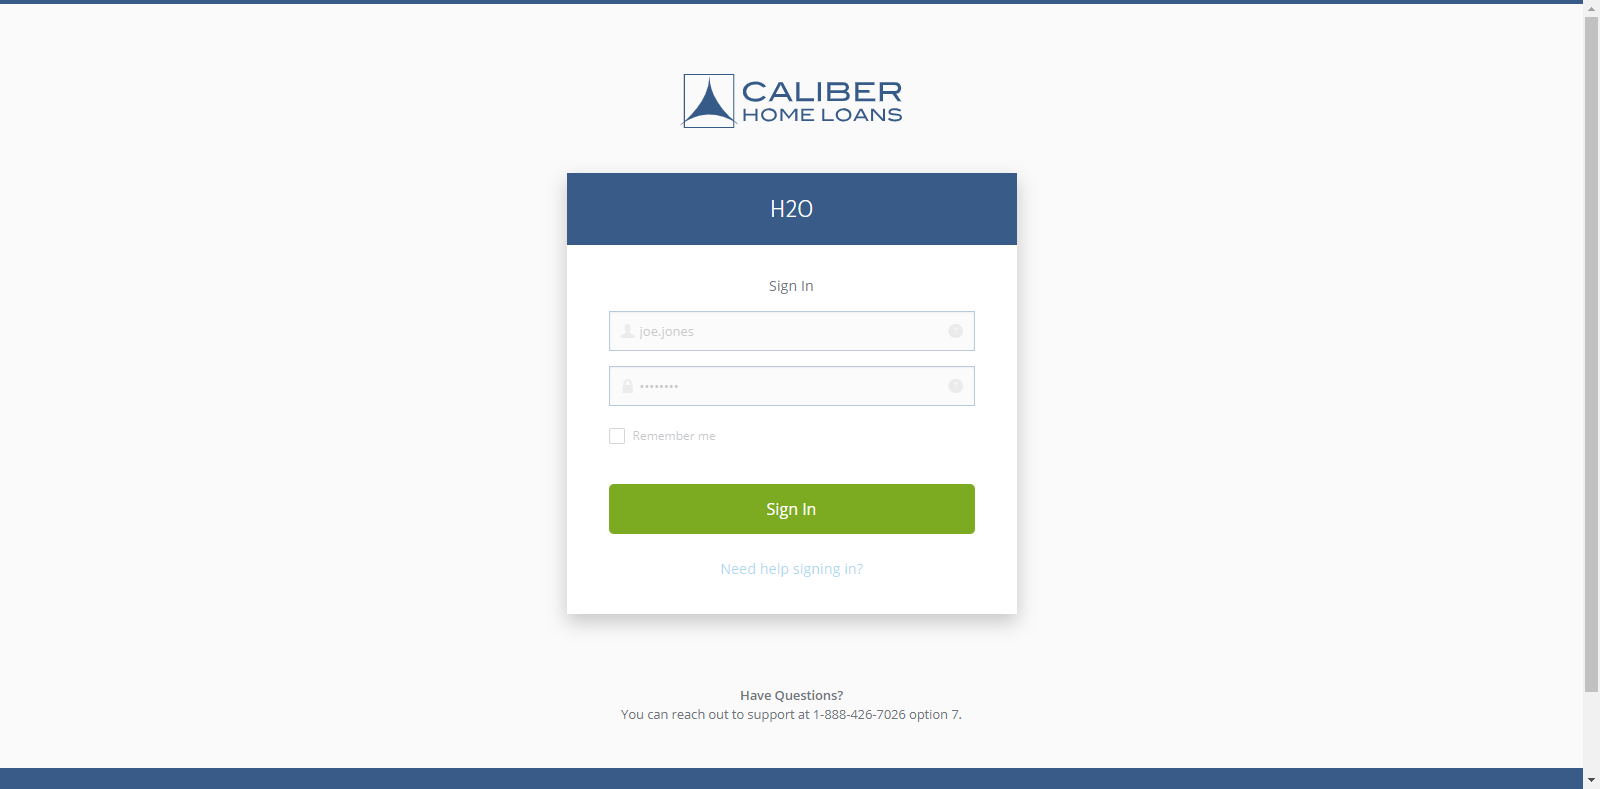 CALIBER
HOME LOANS
H2O
Sign In
joe.jones
••••••••
Remember me
Sign In
Need help signing in?
Have Questions?
You can reach out to support at 1-888-426-7026 option 7.